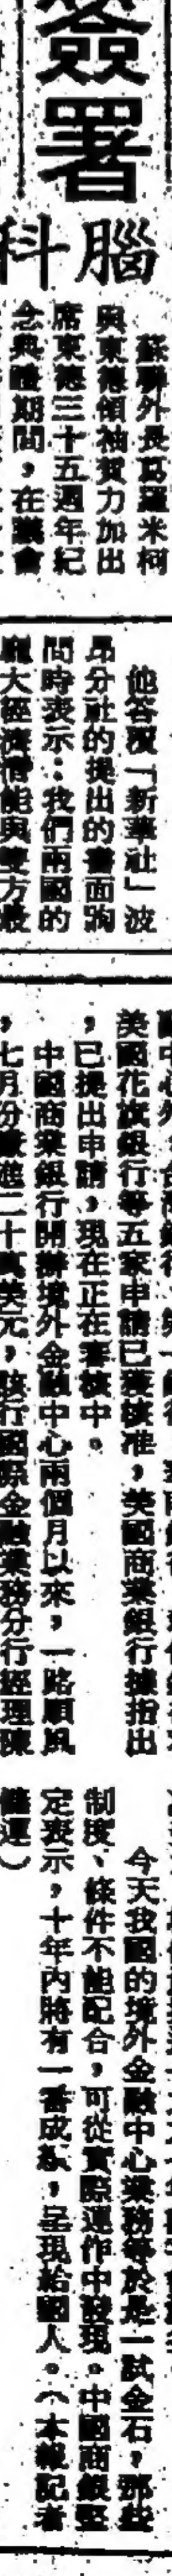 簽署
科腦
蘇聯外長葛羅米柯
與東德領袖賀力加出
席東德三十五週年紀
念典禮期間，在議會
他答覆「新華社」波
昂分社的提出的書面詢
問時表示：我們兩國的
龐大經濟潛能與雙方最
美國花旗銀行等五家申請已獲核准，美國商業銀行據指出
，已提出申請，現在正在審核中。
中國商業銀行開辦境外金融中心兩個月以來，一路順風
，七月份二十萬美元，該行國際金融業務分行經理陳
今天我國的境外金融中心業務等於是一試金石，那些
制度、條件不能配合，可從實際運作中發現。中國商銀堅
定表示，十年內將有一番成績，呈現給國人。（本報記者
運）